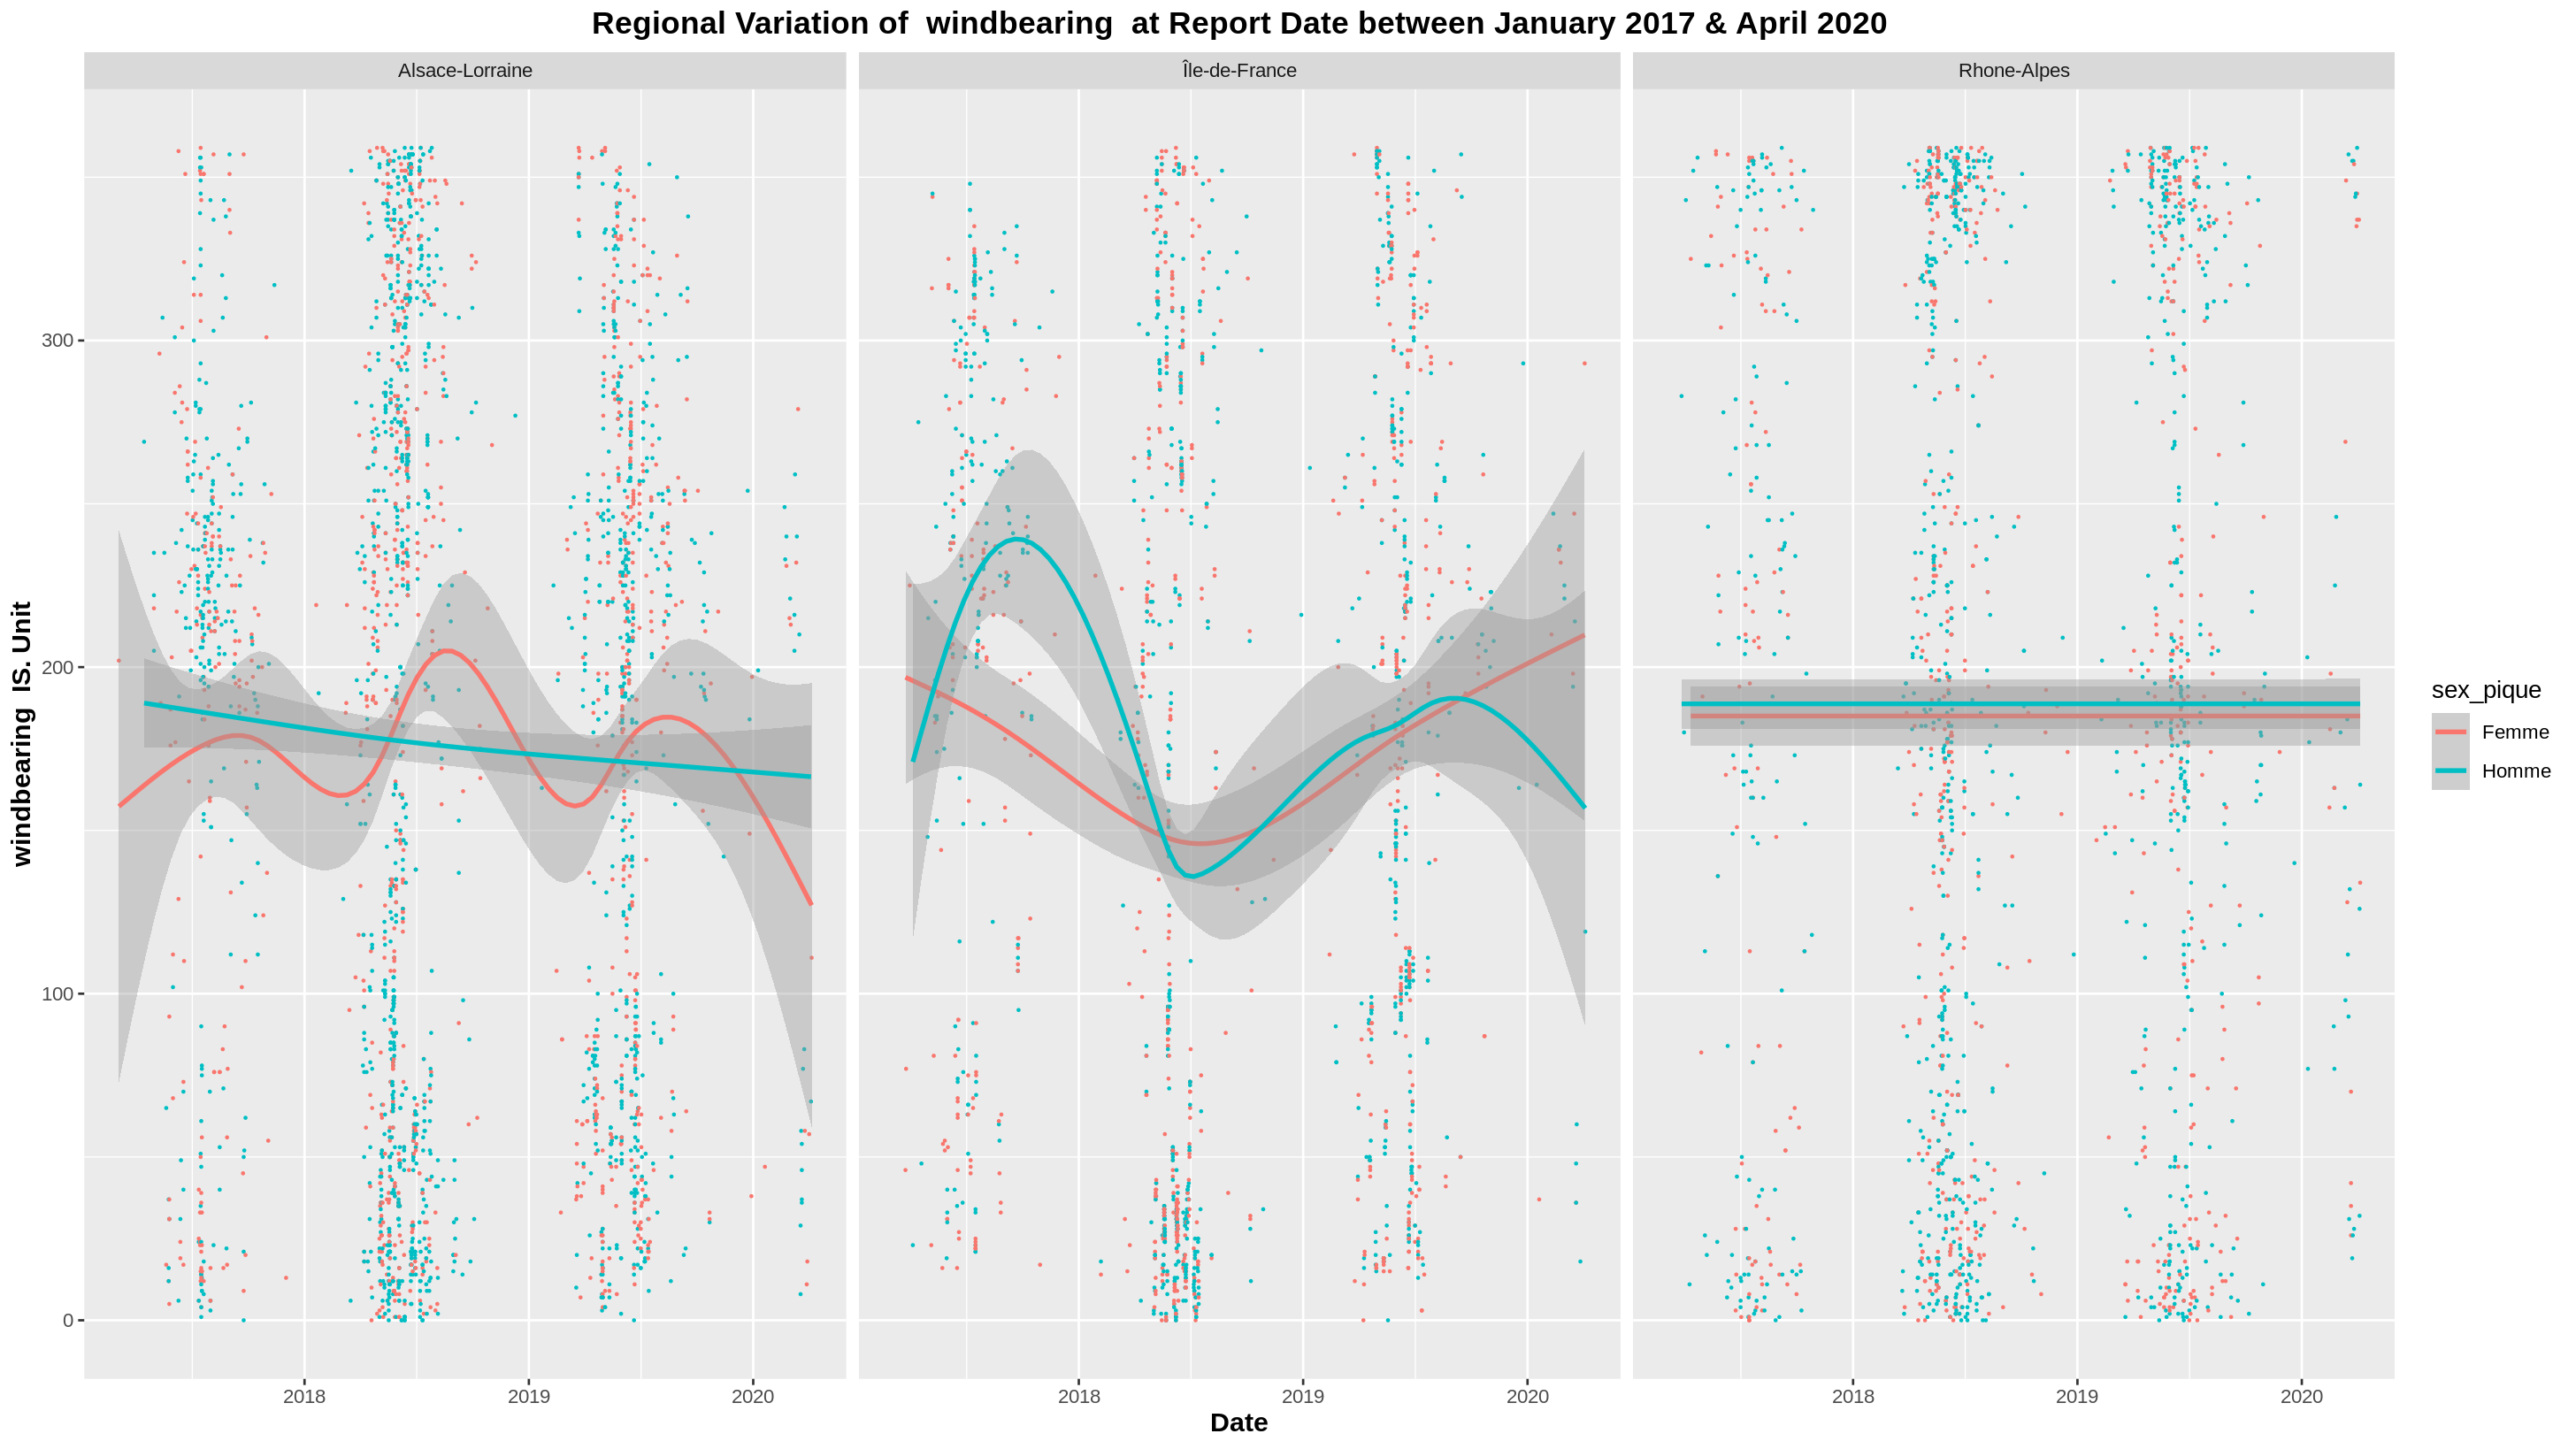 Regional Variation of  windbearing  at Report Date between January 2017 & April 2020
Alsace-Lorraine
Île-de-France
Rhone-Alpes
windbearing  IS. Unit
300
200
100
0
2018
2019
2020
2018
2019
2020
2018
2019
2020
Date
sex_pique
Femme
Homme